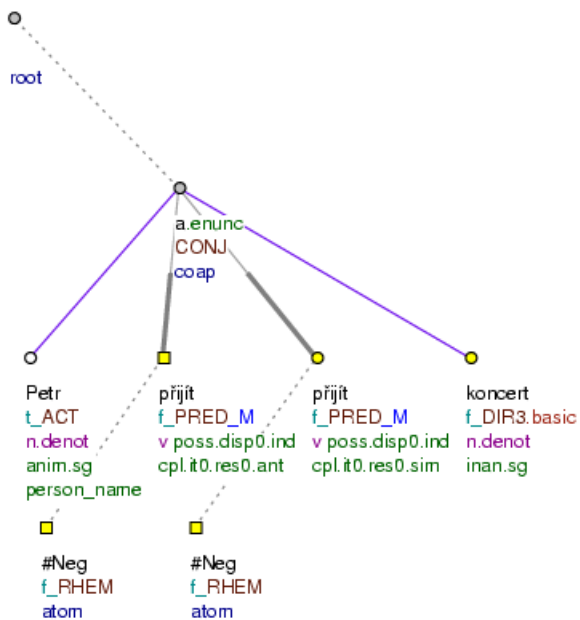 root
a.enunc
CONJ
coap
Petr
t_ACT
n.denot
anim.sg
person_name
přijít
f_PRED_M
v poss.disp0.ind
cpl.it0.res0.ant
přijít
f_PRED_M
v poss.disp0.ind
cpl.it0.res0.sim
koncert
f_DIR3.basic
n.denot
inan.sg
#Neg
f_RHEM
atom
#Neg
f_RHEM
atom